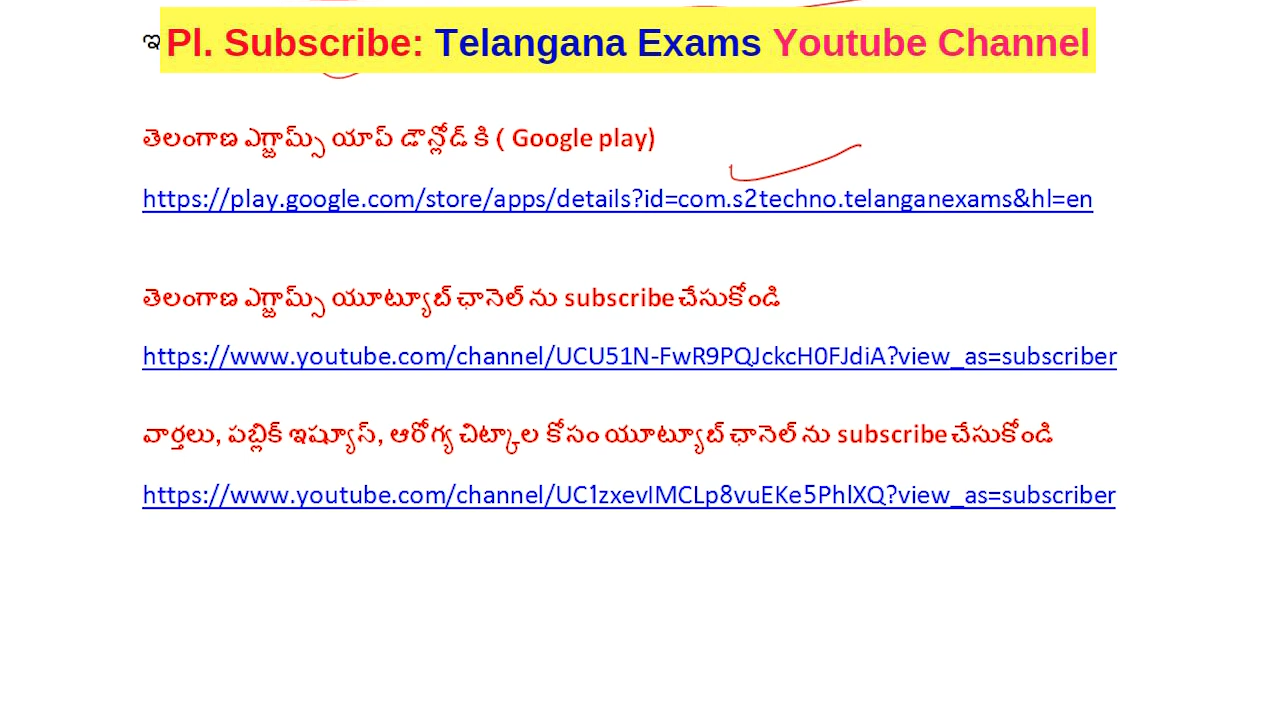 Pl. Subscribe: Telangana Exams Youtube Channel
తెలంగాణ ఎగ్జామ్స్ యాప్ డౌన్లోడ్ కి ( Google play)
https://play.google.com/store/apps/details?id=com.s2techno.telanganexams&hl=en
తెలంగాణ ఎగ్జామ్స్ యూట్యూబ్ ఛానెల్ ను subscribe చేసుకోండి
https://www.youtube.com/channel/UCU51N-FwR9PQJckcH0FJdiA?view_as=subscriber
వార్తలు, పబ్లిక్ ఇష్యూస్, ఆరోగ్య చిట్కాల కోసం యూట్యూబ్ ఛానెల్ ను subscribe చేసుకోండి
https://www.youtube.com/channel/UC1zxevIMCLp8vuEKe5PhlXQ?view_as=subscriber